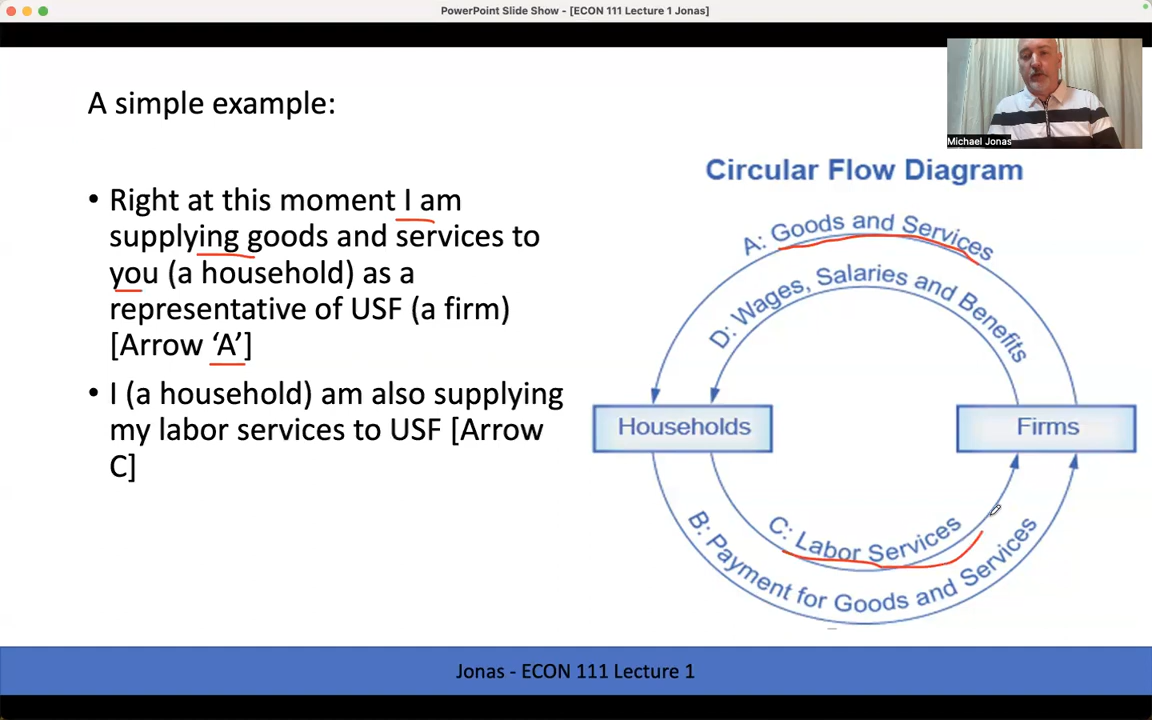 PowerPoint Slide Show - [ECON 111 Lecture 1 Jonas]
Michael Jonas
A simple example:
• Right at this moment I am
supplying goods and services to
you (a household) as a
representative of USF (a firm)
[Arrow ‘A’]
• I (a household) am also supplying
my labor services to USF [Arrow
C]
Circular Flow Diagram
A: Goods and Services
D: Wages, Salaries and Benefits
Households
Firms
C: Labor Services
B: Payment for Goods and Services
Jonas - ECON 111 Lecture 1